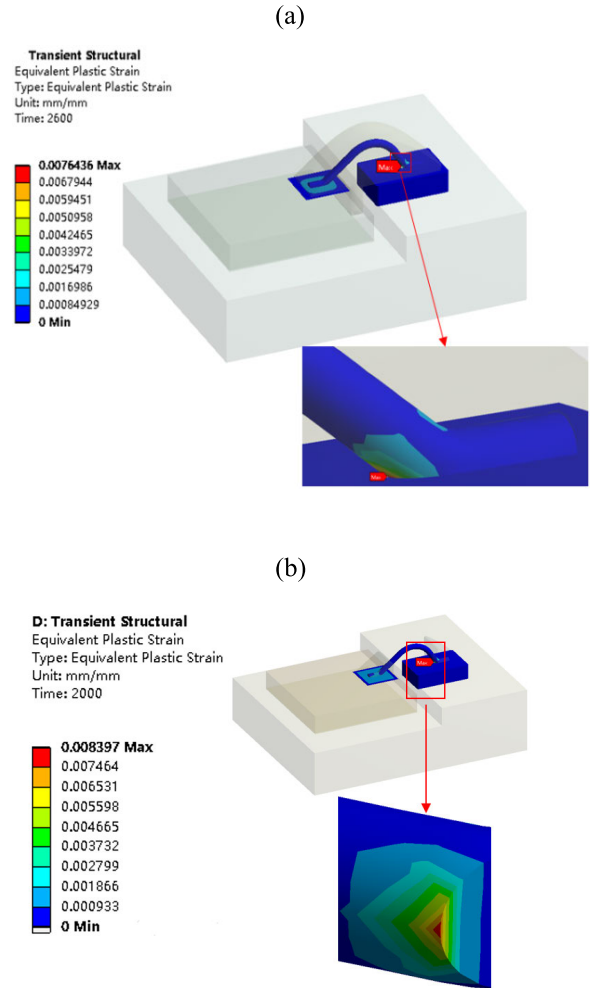 (a)
Transient Structural
Equivalent Plastic Strain
Type: Equivalent Plastic Strain
Unit: mm/mm
Time: 2600
0.0076436 Max
0.0067944
0.0059451
0.0050958
0.0042465
0.0033972
0.0025479
0.0016986
0.00084929
0 Min
Max
Max
(b)
D: Transient Structural
Equivalent Plastic Strain
Type: Equivalent Plastic Strain
Unit: mm/mm
Time: 2000
0.008397 Max
0.007464
0.006531
0.005598
0.004665
0.003732
0.002799
0.001866
0.000933
0 Min
Max